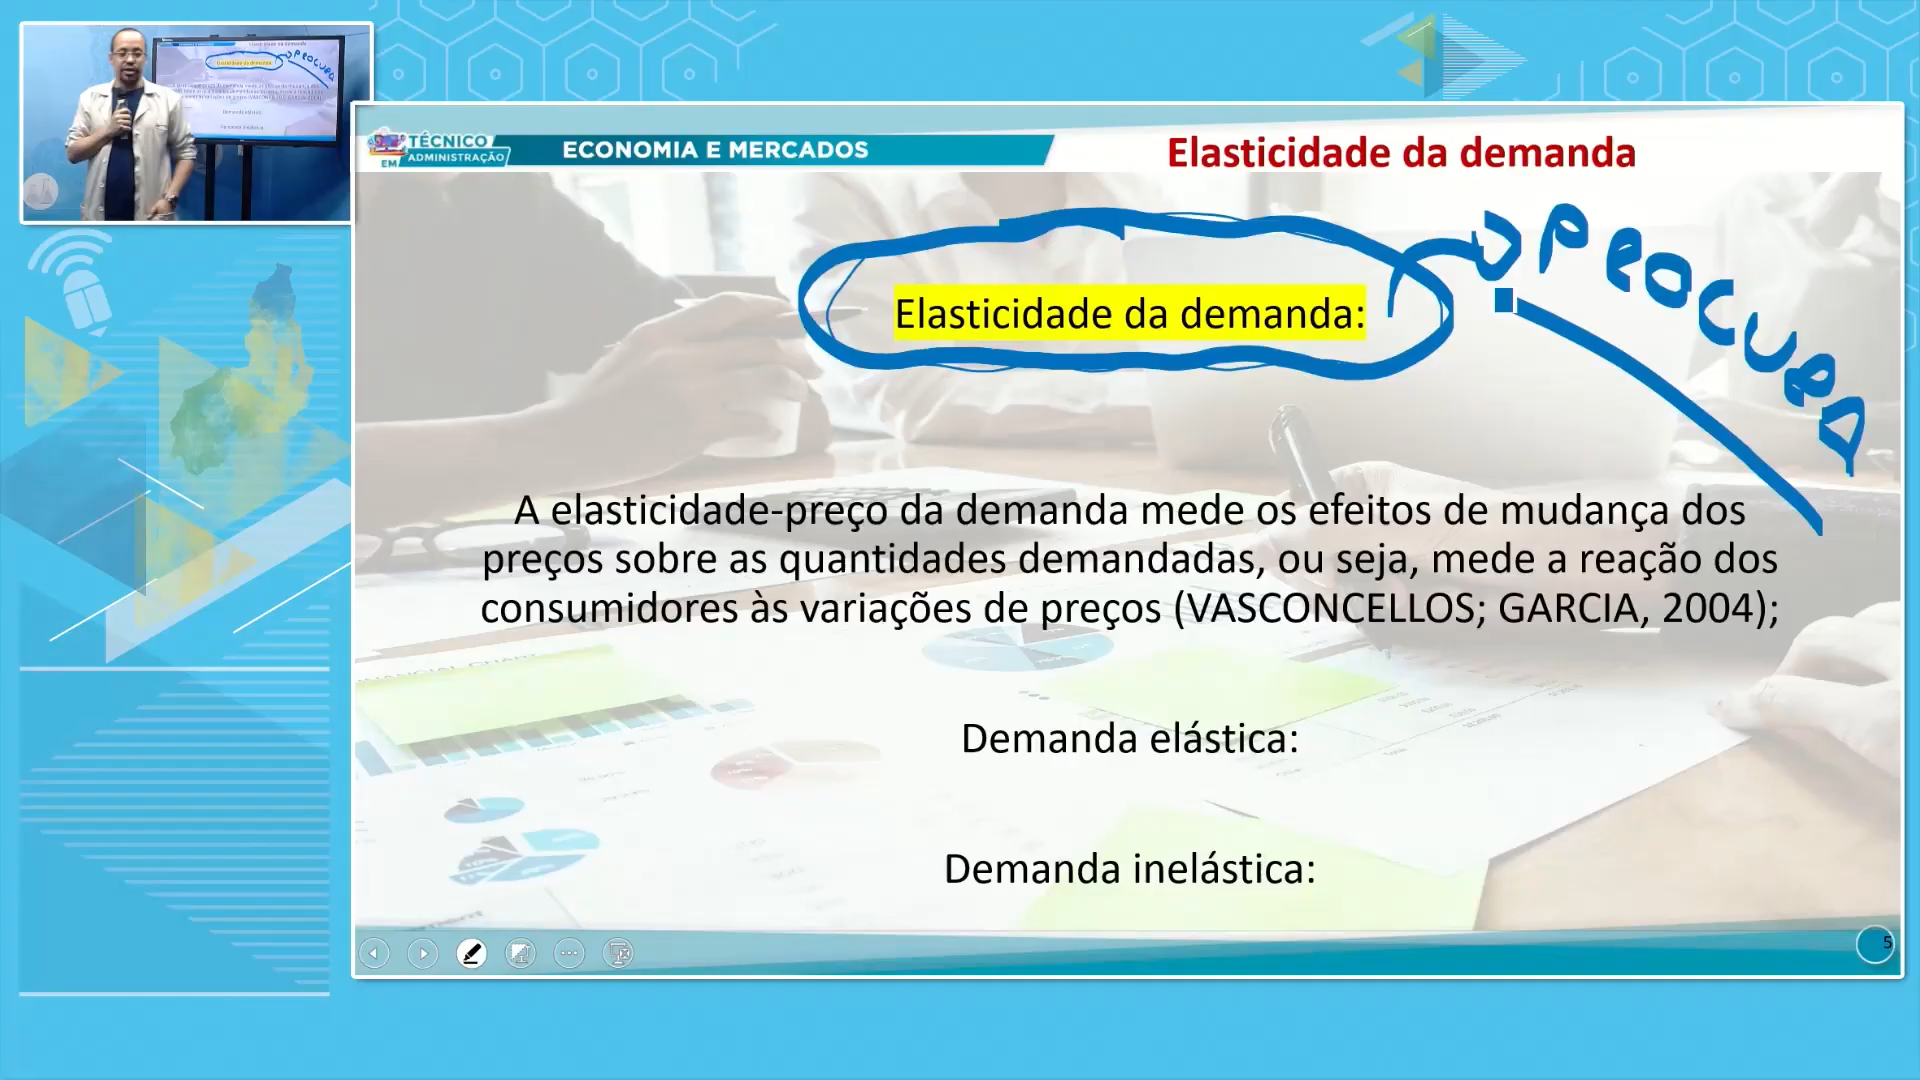 TÉCNICO
EM ADMINISTRAÇÃO
ECONOMIA E MERCADOS
Elasticidade da demanda
Elasticidade da demanda:
PROCURA
A elasticidade-preço da demanda mede os efeitos de mudança dos
preços sobre as quantidades demandadas, ou seja, mede a reação dos
consumidores às variações de preços (VASCONCELLOS; GARCIA, 2004);
Demanda elástica:
Demanda inelástica:
5